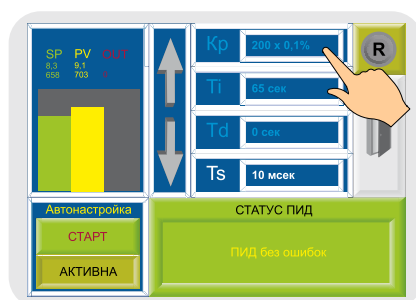 SP PV OUT
8,3 9,1
658 703 0
Kp 200 x 0,1%
Ti 65 сек
Td 0 сек
Ts 10 мсек
R
Автонастройка
СТАРТ
АКТИВНА
СТАТУС ПИД
ПИД без ошибок